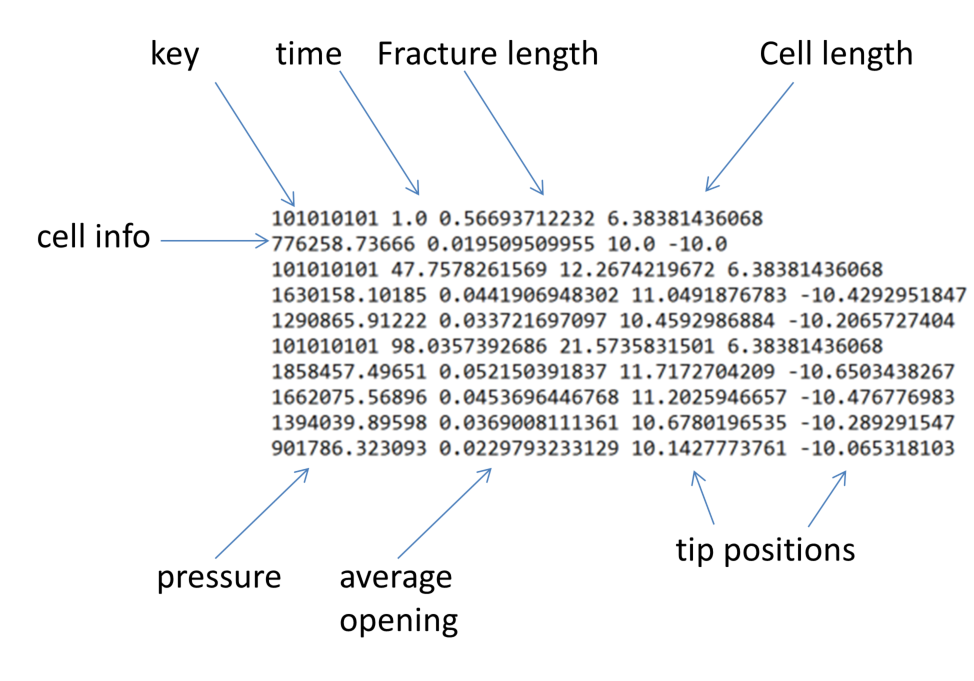 key time Fracture length Cell length
101010101 1.0 0.56693712232 6.38381436068
cell info
776258.73666 0.019509509955 10.0 -10.0
101010101 47.7578261569 12.2674219672 6.38381436068
1630158.10185 0.0441906948302 11.0491876783 -10.4292951847
1290865.91222 0.033721697097 10.4592986884 -10.2065727404
101010101 98.0357392686 21.5735831501 6.38381436068
1858457.49651 0.052150391837 11.7172704209 -10.6503438267
1662075.56896 0.0453696446768 11.2025946657 -10.476776983
1394039.89598 0.0369008111361 10.6780196535 -10.289291547
901786.323093 0.0229793233129 10.1427773761 -10.065318103
tip positions
pressure
average
opening